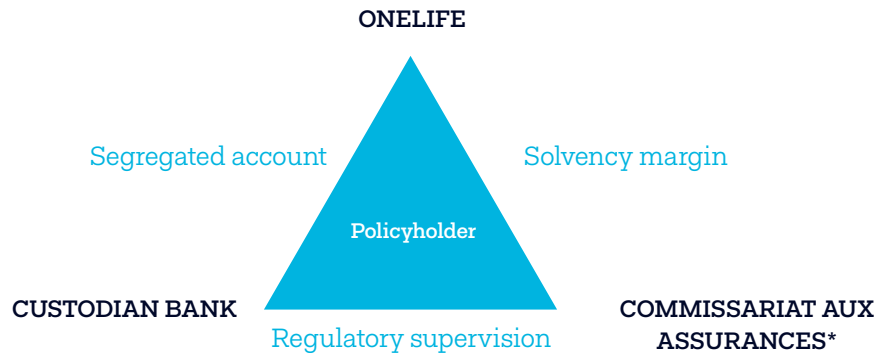 ONELIFE
Segregated account
Solvency margin
Policyholder
CUSTODIAN BANK
COMMISSARIAT AUX
ASSURANCES*
Regulatory supervision